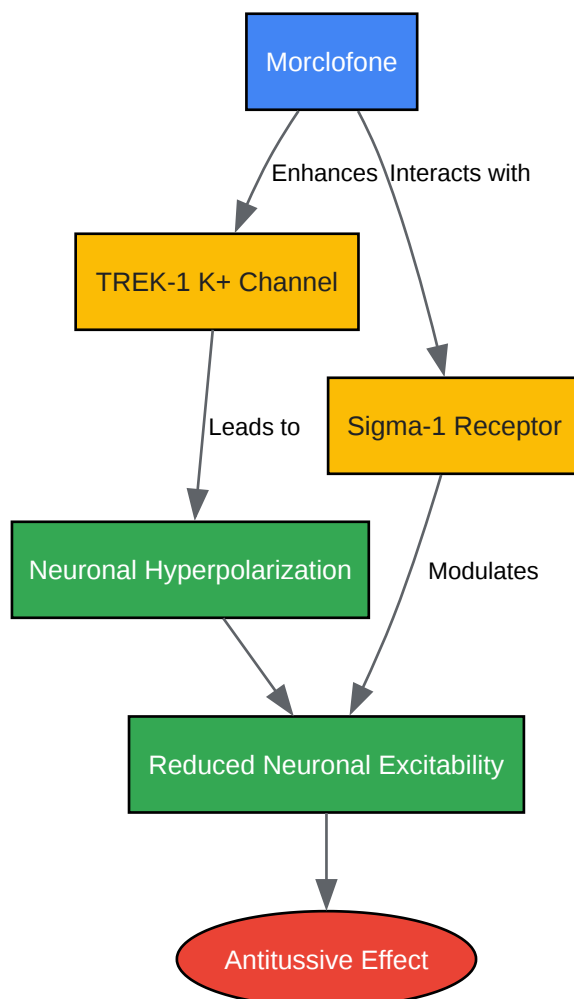 Morclofone
Enhances
Interacts with
TREK-1 K+ Channel
Sigma-1 Receptor
Leads to
Neuronal Hyperpolarization
Modulates
Reduced Neuronal Excitability
Antitussive Effect